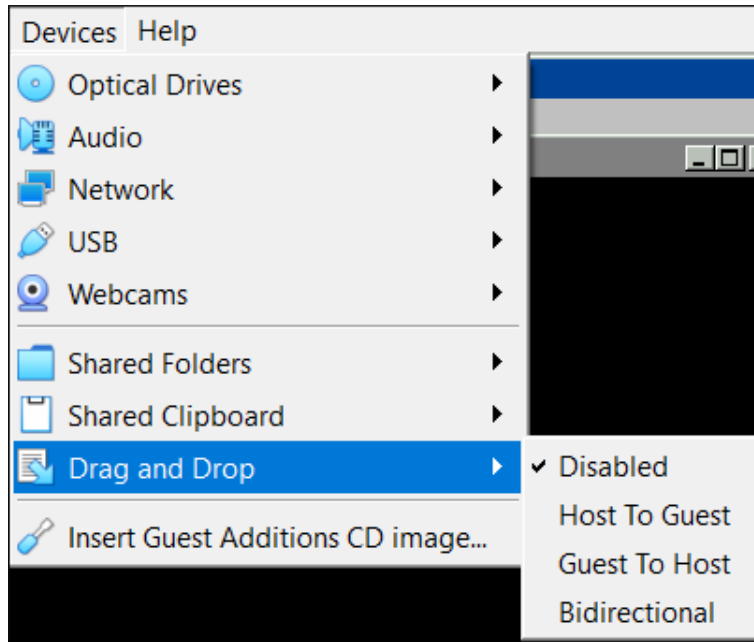 Devices Help
Optical Drives
Audio
Network
USB
Webcams
Shared Folders
Shared Clipboard
Drag and Drop
Disabled
Host To Guest
Guest To Host
Bidirectional
Insert Guest Additions CD image...